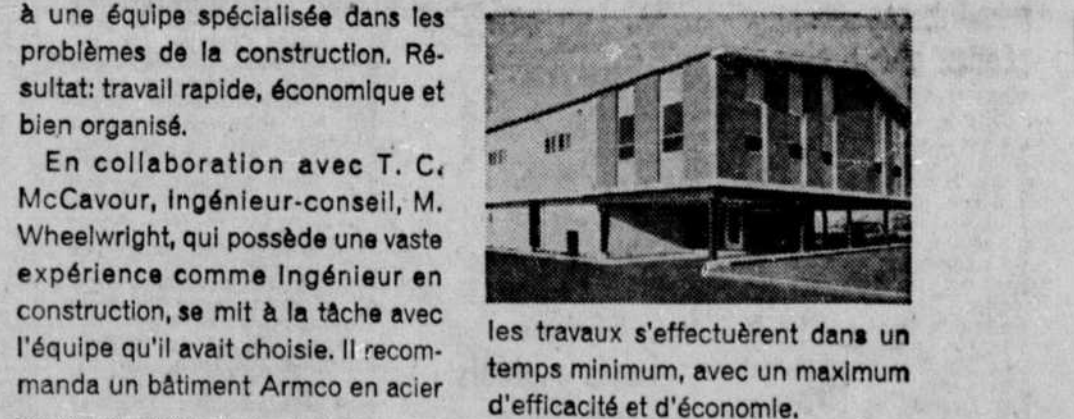 à une équipe spécialisée dans les
problèmes de la construction. Ré-
sultat: travail rapide, économique et
bien organisé.
En collaboration avec T. C.
McCavour, Ingénieur-conseil, M.
Wheelwright, qui possède une vaste
expérience comme Ingénieur en
construction, se mit à la tâche avec
l'équipe qu'il avait choisie. Il recom-
manda un bâtiment Armco en acier
les travaux s'effectuèrent dans un
temps minimum, avec un maximum
d'efficacité et d'économie.